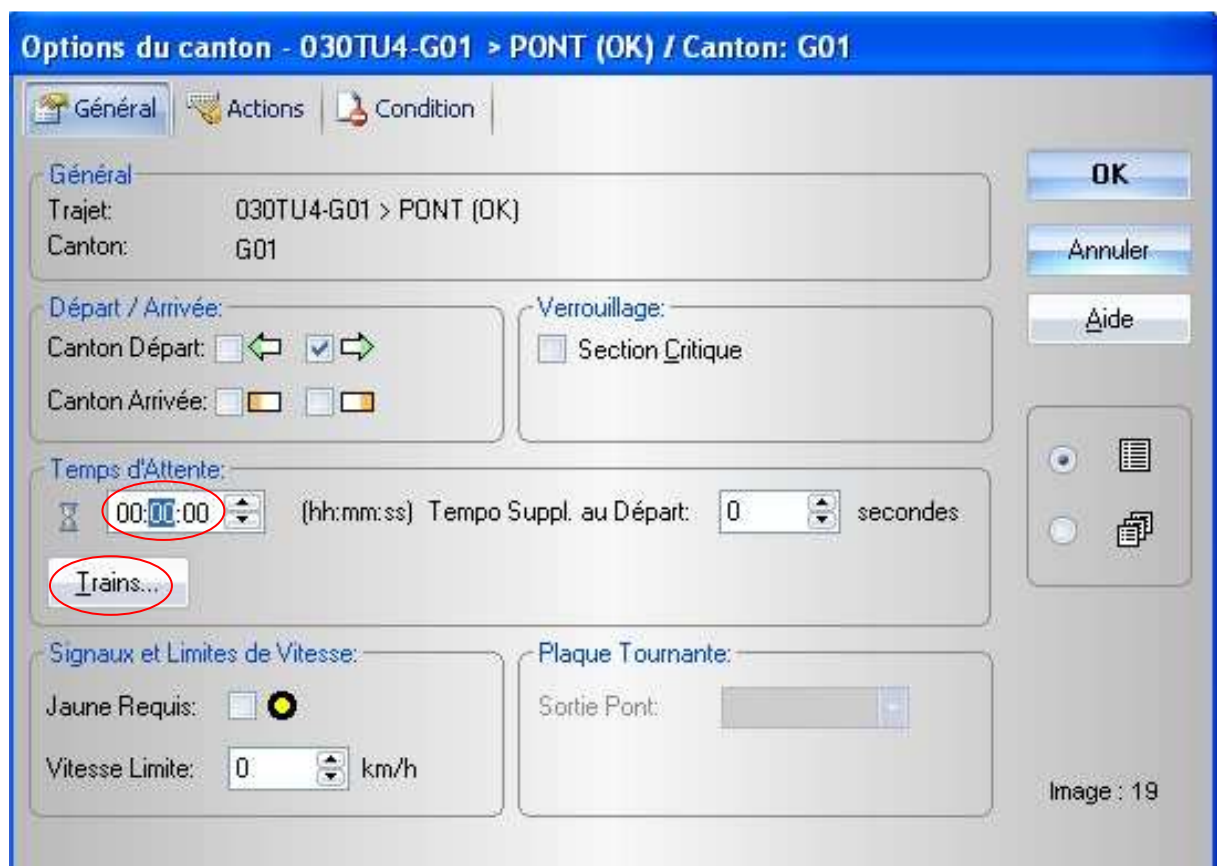 Options du canton - 030TU4-G01 > PONT (OK) / Canton: G01
Général Actions Condition
Général
Trajet: 030TU4-G01 > PONT (OK)
Canton: G01
OK
Annuler
Aide
Départ / Arrivée: Verrouillage:
Canton Départ: Section Critique
Canton Arrivée:
Temps d'Attente:
00:00:00 (hh:mm:ss) Tempo Suppl. au Départ: 0 secondes
Trains...
Signaux et Limites de Vitesse: Plaque Tournante:
Jaune Requis: Sortie Pont:
Vitesse Limite: 0 km/h
Image : 19